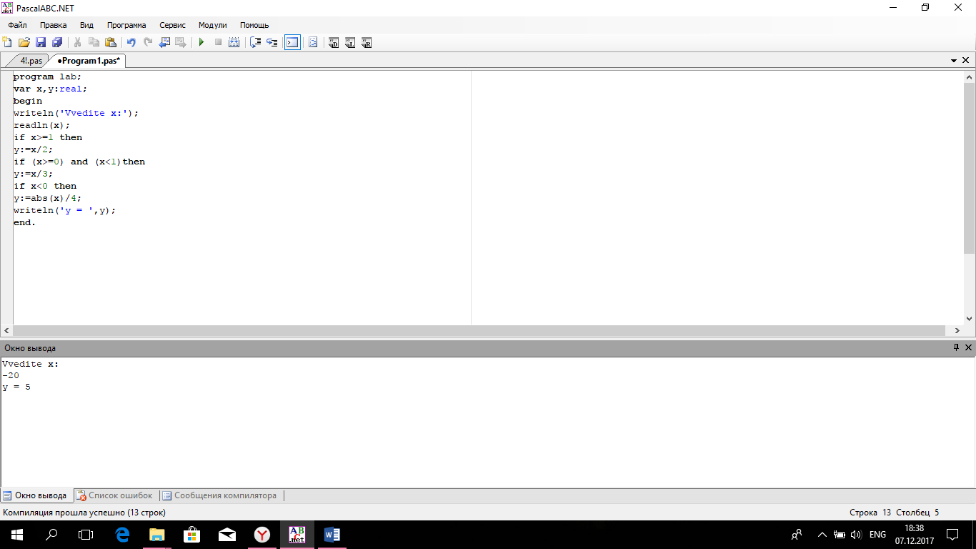 PascalABC.NET
Файл Правка Вид Программа Сервис Модули Помощь
4!.pas •Program1.pas*
program lab;
var x,y:real;
begin
writeln('Vvedite x:');
readln(x);
if x>=1 then
y:=x/2;
if (x>=0) and (x<1)then
y:=x/3;
if x<0 then
y:=abs(x)/4;
writeln('y = ',y);
end.
Окно вывода
Vvedite x:
-20
y = 5
Окно вывода Список ошибок Сообщения компилятора
Компиляция прошла успешно (13 строк) Строка 13 Столбец 5
ENG 18:38
07.12.2017